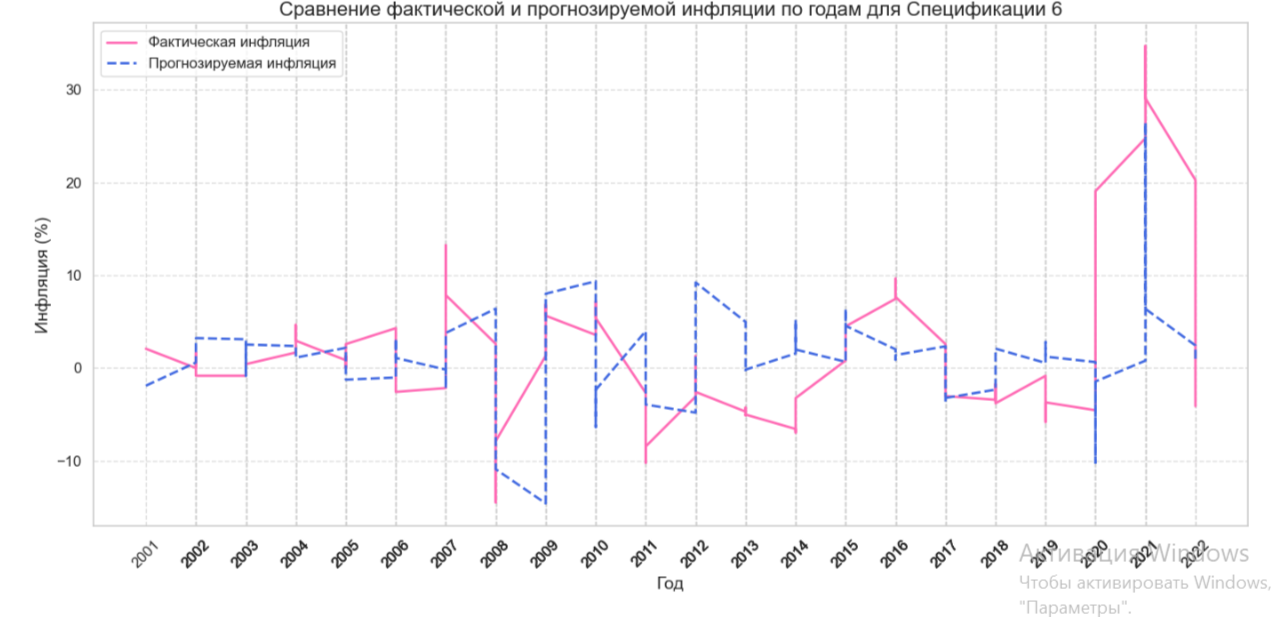 Сравнение фактической и прогнозируемой инфляции по годам для Спецификации 6
Фактическая инфляция
Прогнозируемая инфляция
Инфляция (%)
30
20
10
0
−10
2001 2002 2003 2004 2005 2006 2007 2008 2009 2010 2011 2012 2013 2014 2015 2016 2017 2018 2019 2020 2021 2022
Год
Активация Windows
Чтобы активировать Windows,
"Параметры".